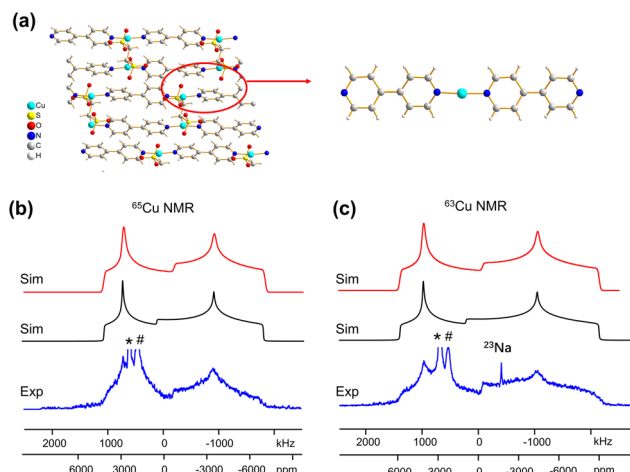 (a)
Cu
S
O
N
C
H
(b)
⁶⁵Cu NMR
Sim
Sim
* #
Exp
2000 1000 0 -1000 kHz
6000 3000 0 -3000 -6000 ppm
(c)
⁶³Cu NMR
Sim
Sim
* #
²³Na
Exp
2000 1000 0 -1000 kHz
6000 3000 0 -3000 -6000 ppm